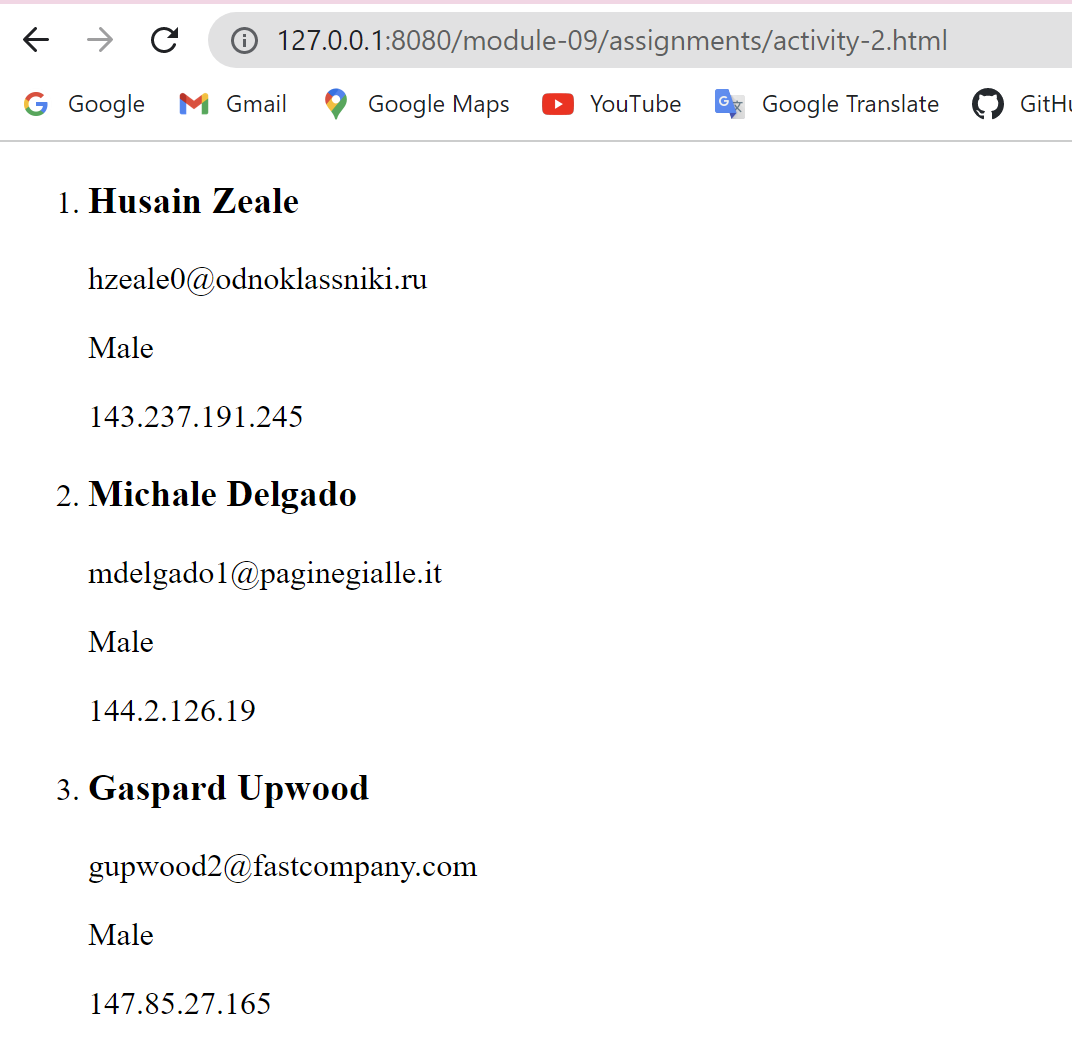 127.0.0.1:8080/module-09/assignments/activity-2.html
Google Gmail Google Maps YouTube Google Translate GitHu
1. Husain Zeale
hzeale0@odnoklassniki.ru
Male
143.237.191.245
2. Michale Delgado
mdelgado1@paginegialle.it
Male
144.2.126.19
3. Gaspard Upwood
gupwood2@fastcompany.com
Male
147.85.27.165